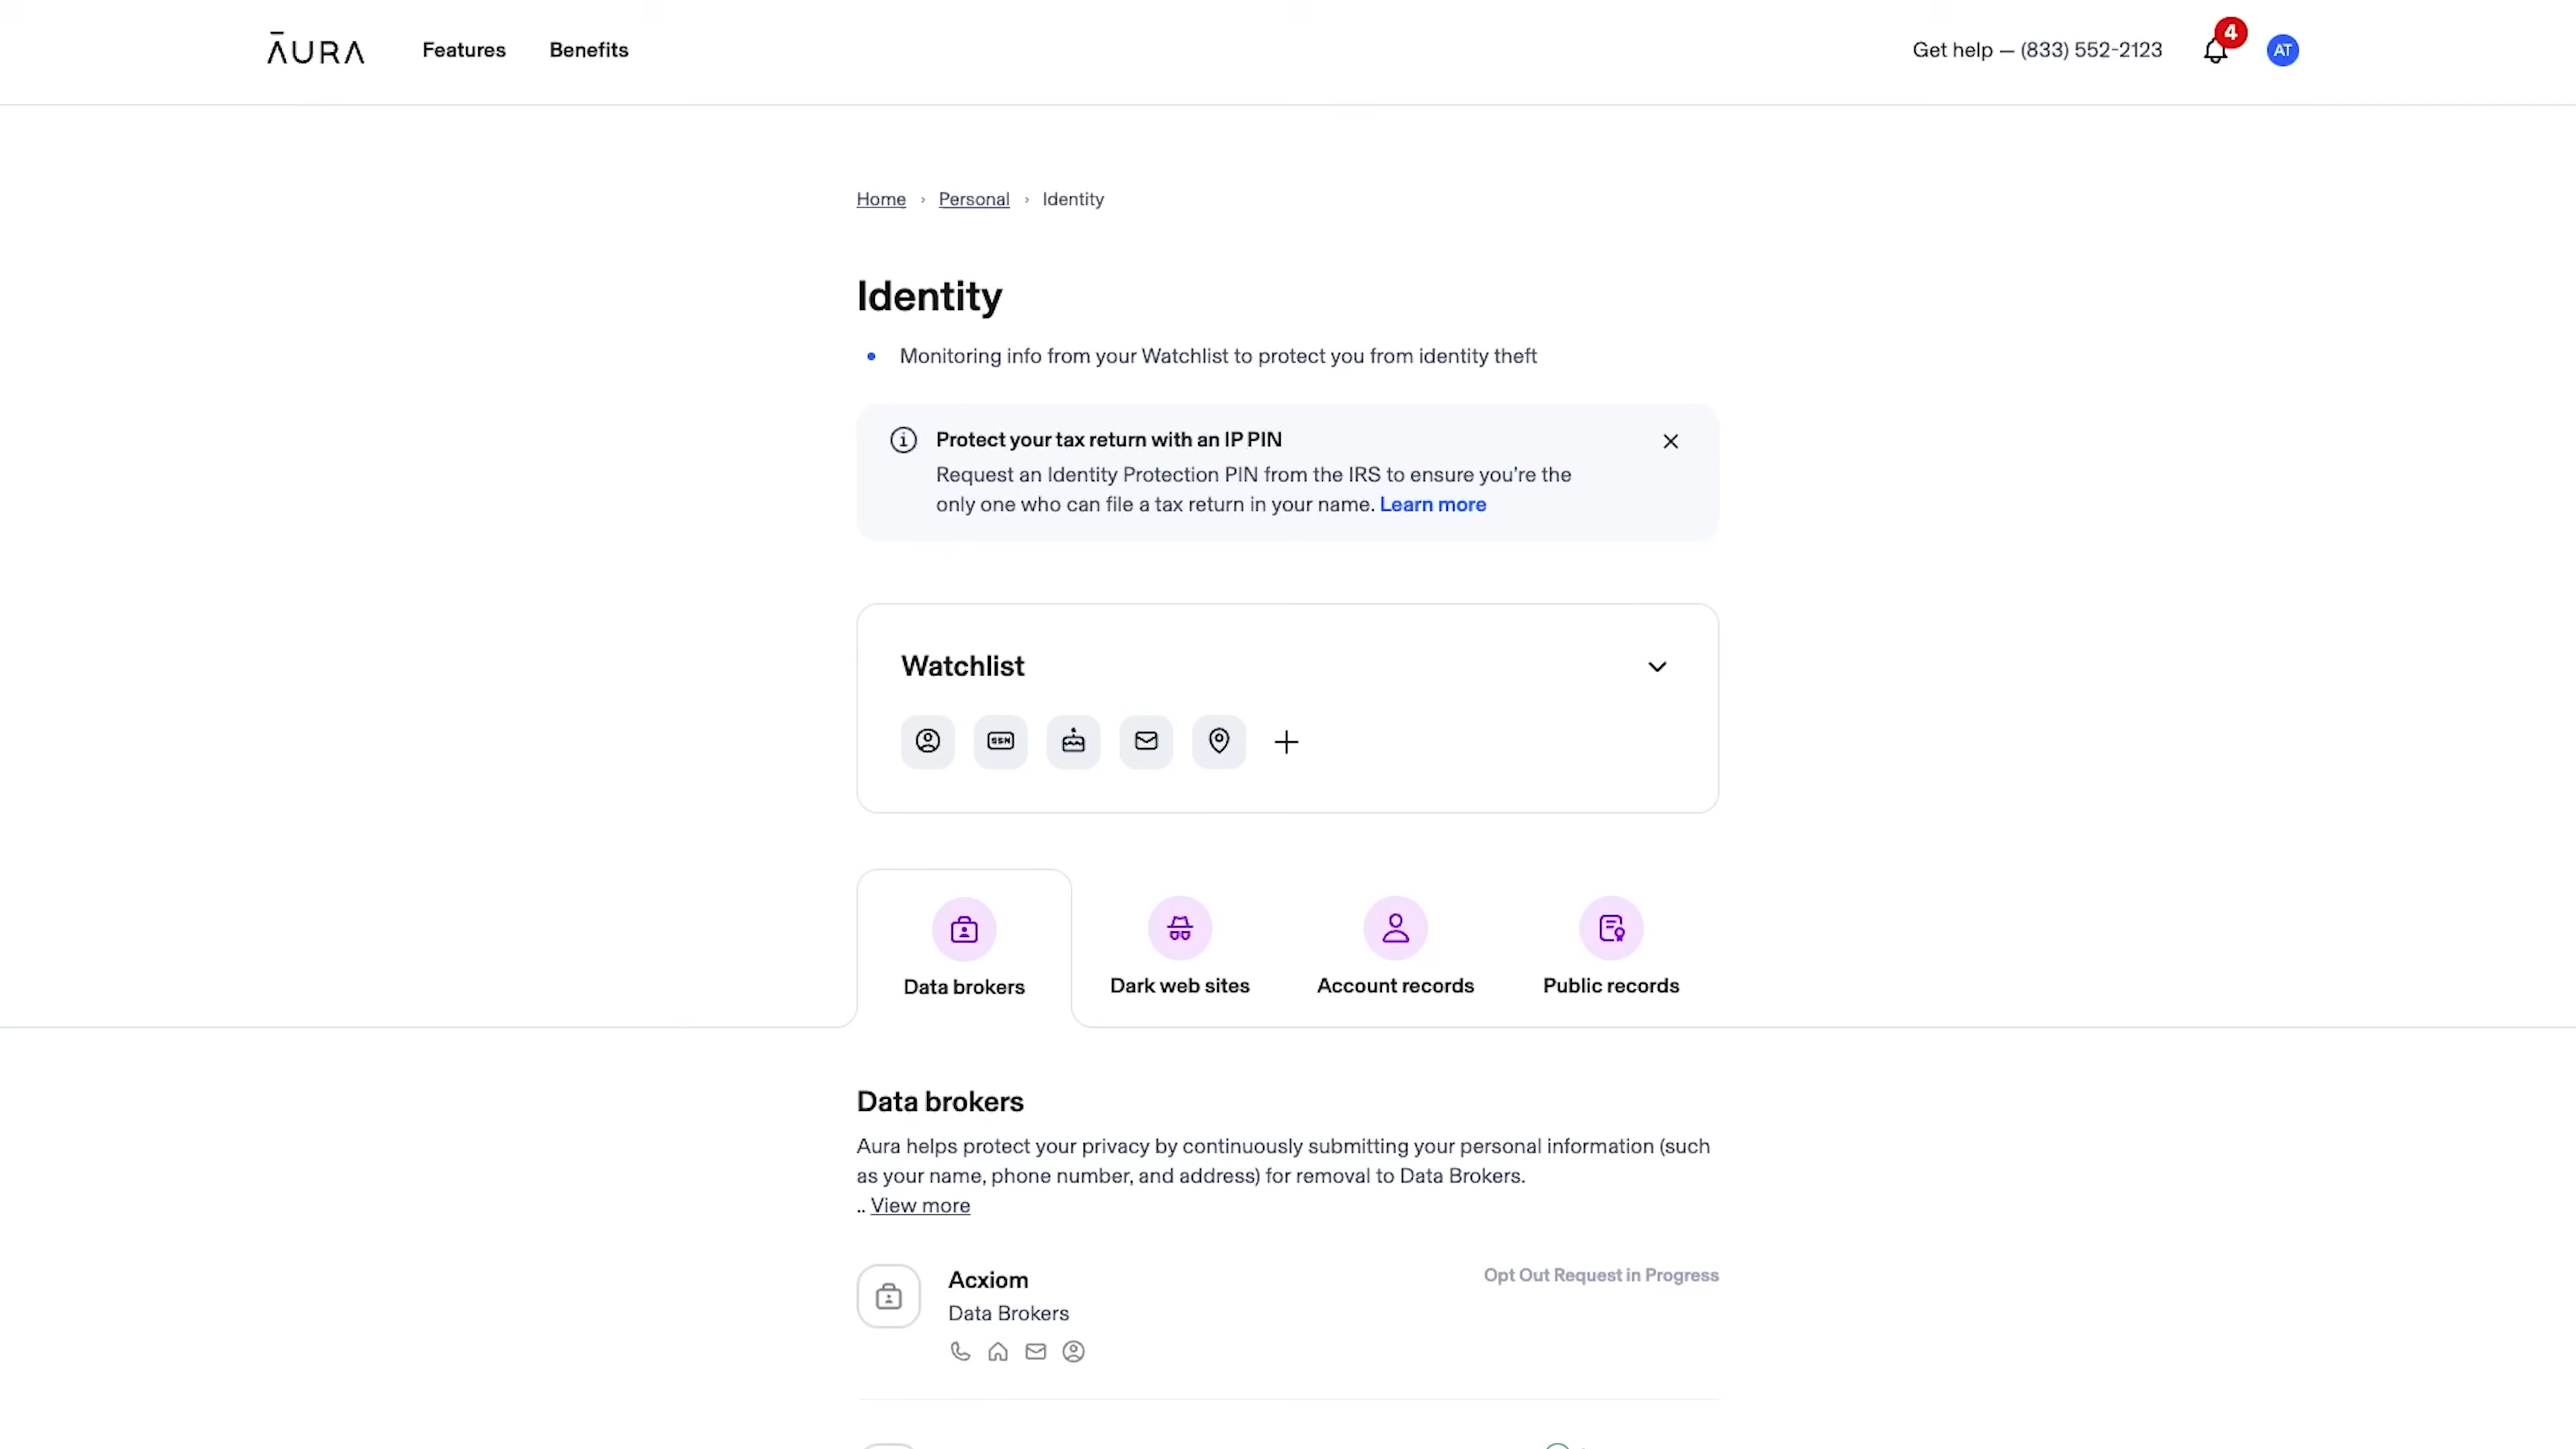 ĀURA
Features
Benefits
Get help — (833) 552-2123
4
AT
Home › Personal › Identity
Identity
• Monitoring info from your Watchlist to protect you from identity theft
Protect your tax return with an IP PIN
Request an Identity Protection PIN from the IRS to ensure you’re the
only one who can file a tax return in your name. Learn more
Watchlist
SSN
Data brokers
Dark web sites
Account records
Public records
Data brokers
Aura helps protect your privacy by continuously submitting your personal information (such
as your name, phone number, and address) for removal to Data Brokers.
.. View more
Acxiom
Opt Out Request in Progress
Data Brokers